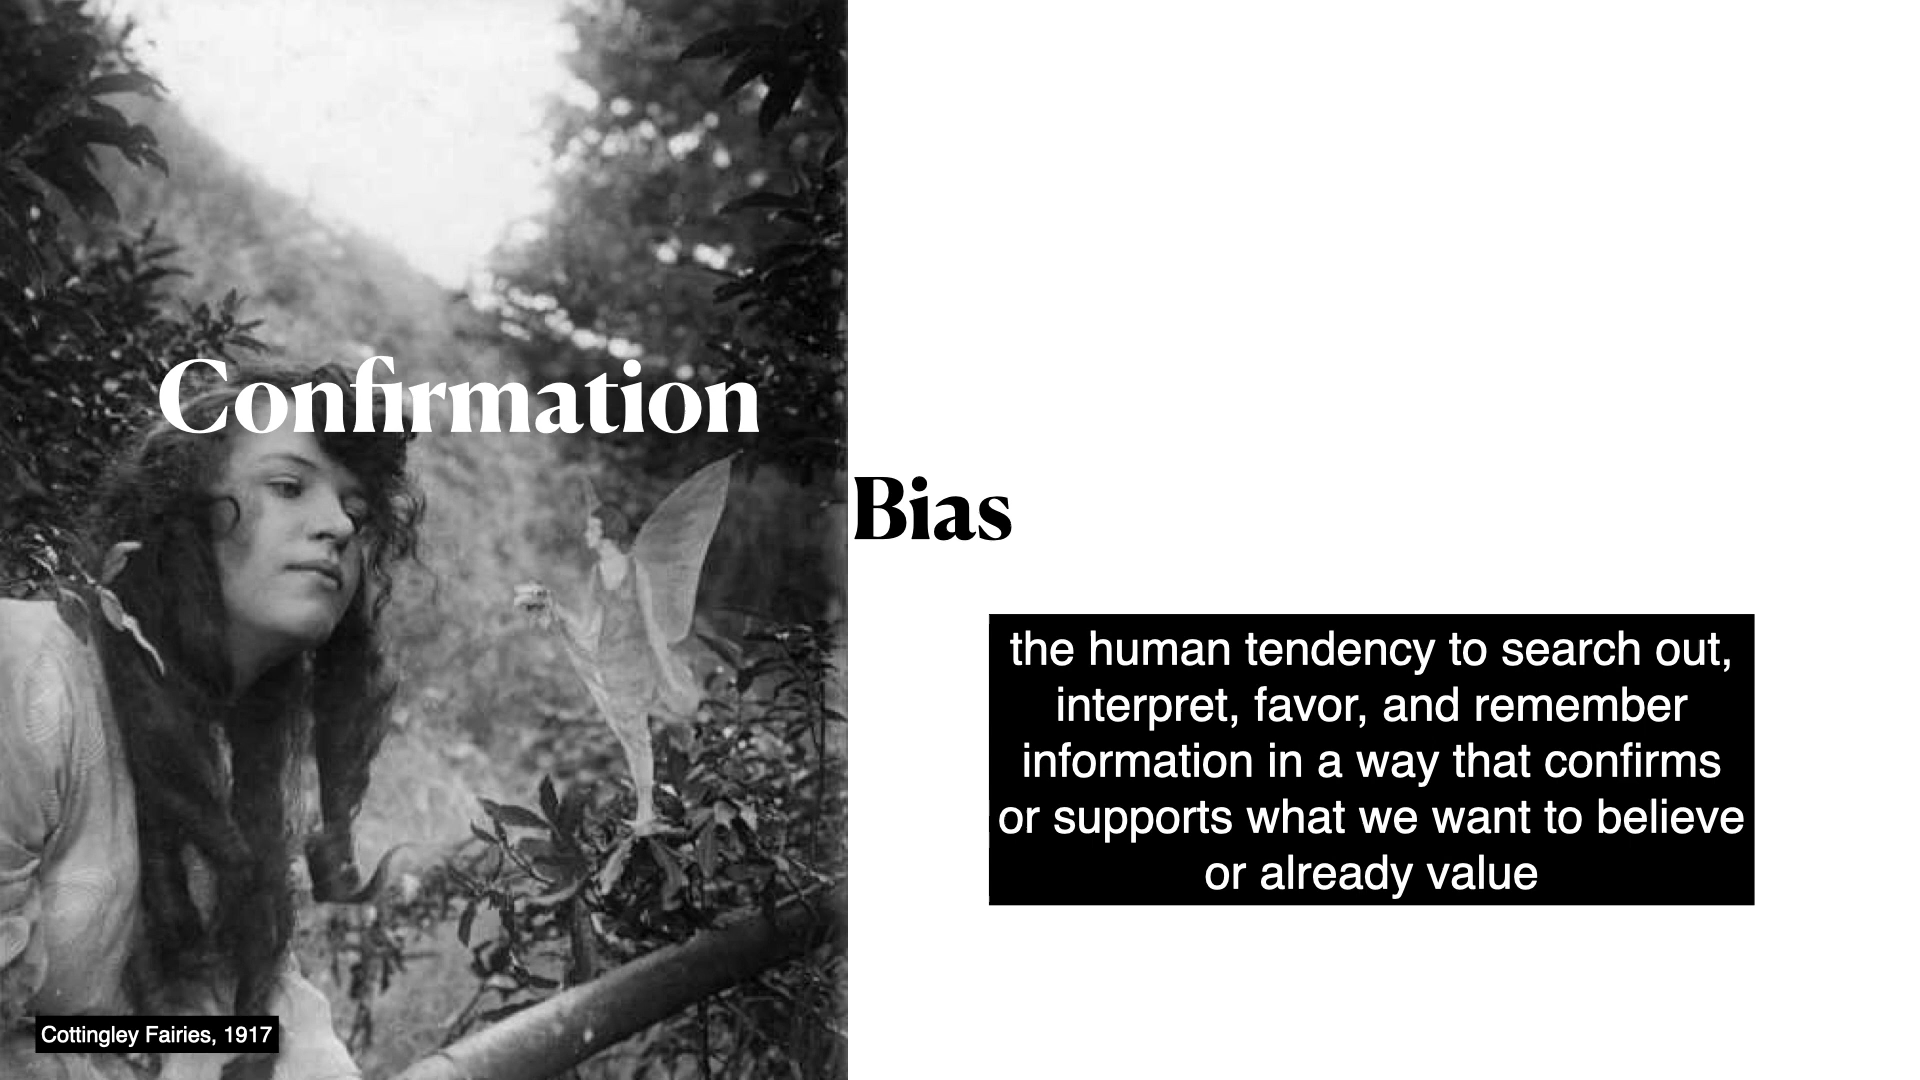 Confirmation
Bias
the human tendency to search out,
interpret, favor, and remember
information in a way that confirms
or supports what we want to believe
or already value
Cottingley Fairies, 1917